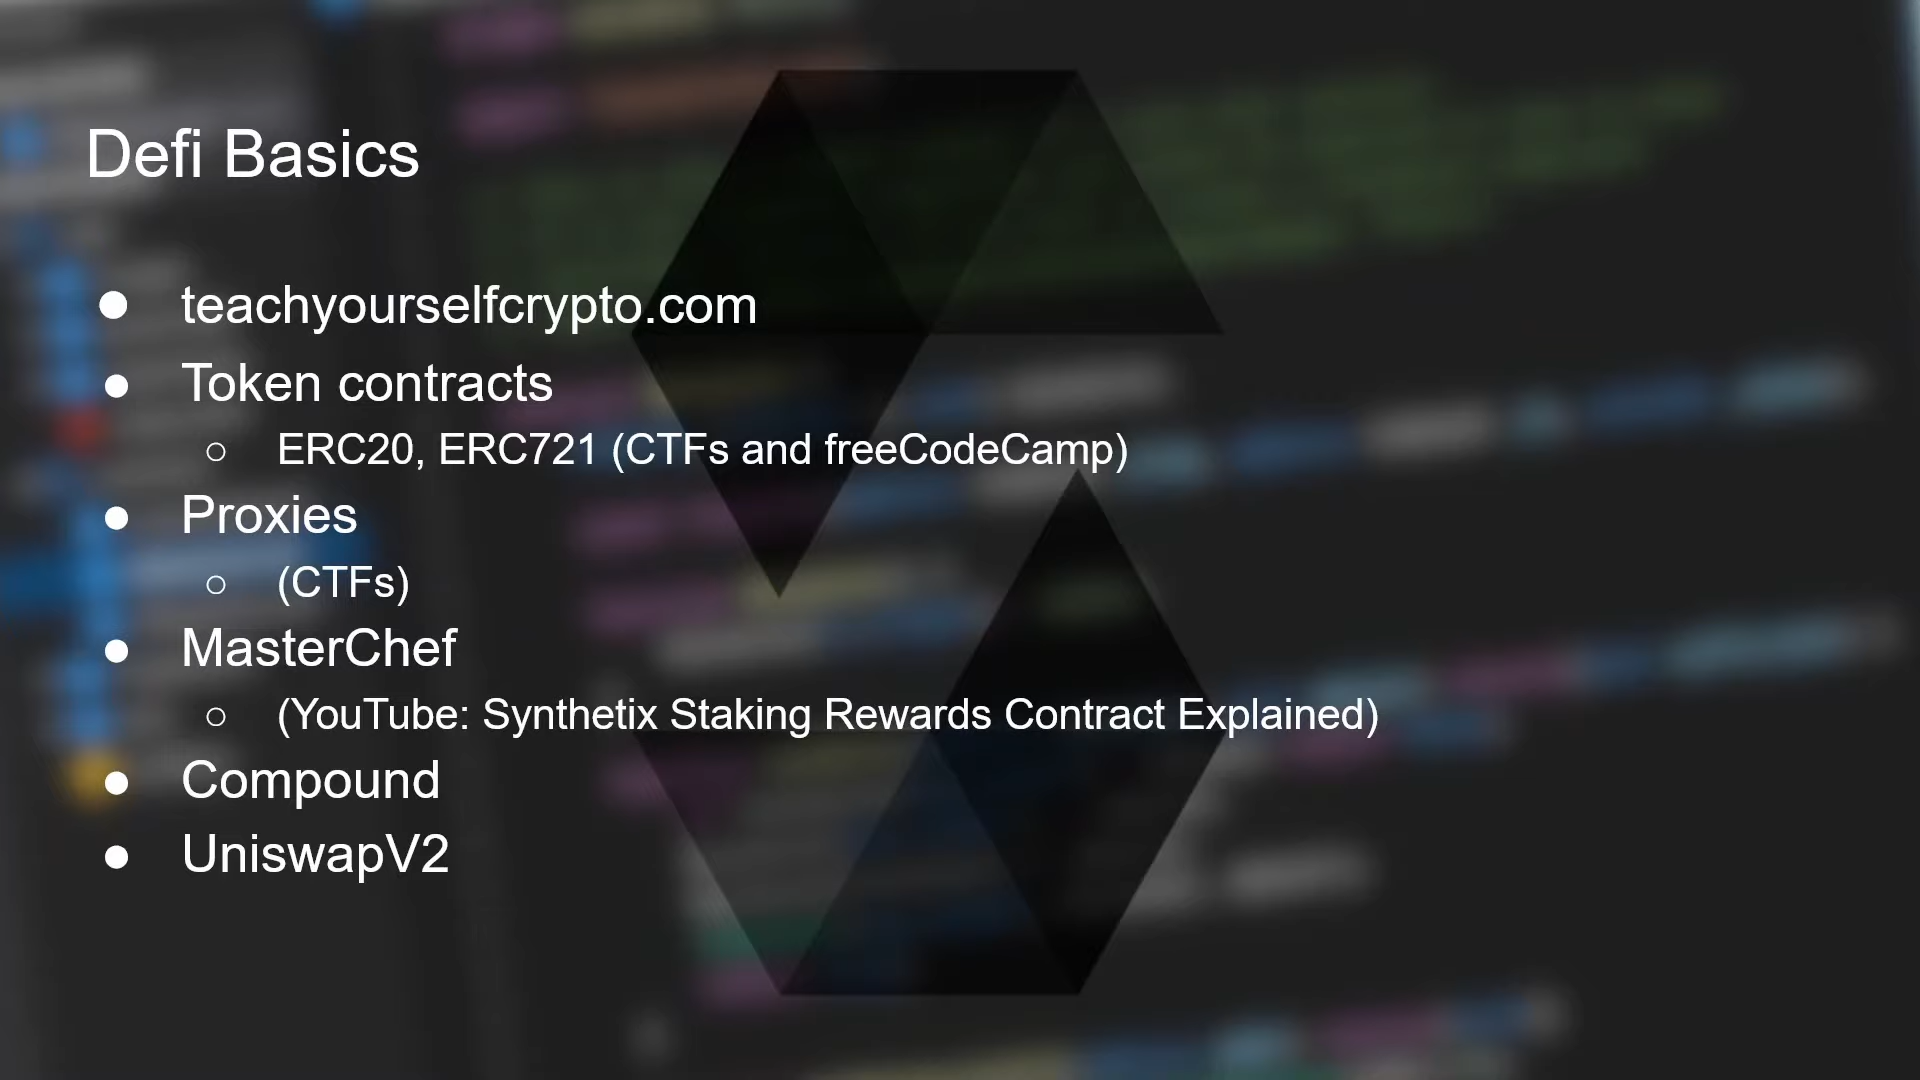 Defi Basics
● teachyourselfcrypto.com
● Token contracts
○ ERC20, ERC721 (CTFs and freeCodeCamp)
● Proxies
○ (CTFs)
● MasterChef
○ (YouTube: Synthetix Staking Rewards Contract Explained)
● Compound
● UniswapV2